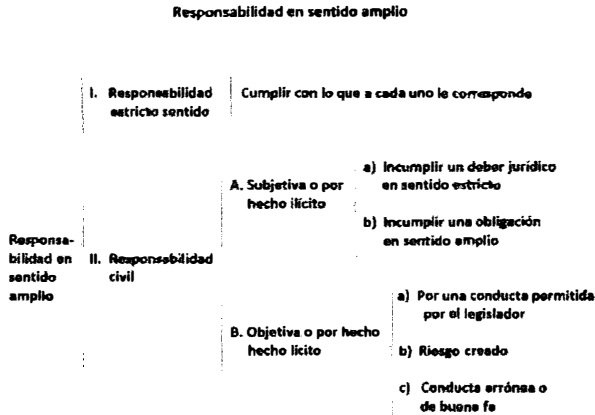 Responsabilidad en sentido amplio
I. Responsabilidad
estricto sentido
Cumplir con lo que a cada uno le corresponde
Responsa-
bilidad en
sentido
amplio
II. Responsabilidad
civil
A. Subjetiva o por
hecho ilícito
a) Incumplir un deber jurídico
en sentido estricto
b) Incumplir una obligación
en sentido amplio
B. Objetiva o por hecho
hecho lícito
a) Por una conducta permitida
por el legislador
b) Riesgo creado
c) Conducta errónea o
de buena fe